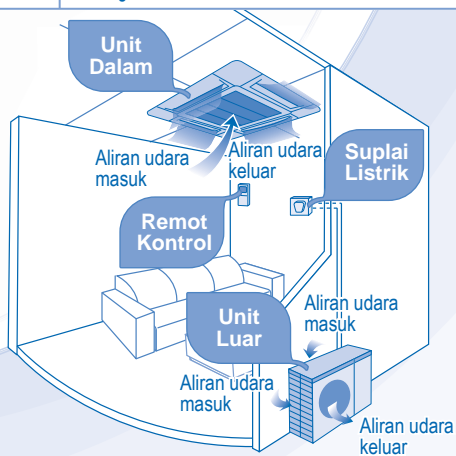 Unit
Dalam
Aliran udara
masuk
Aliran udara
keluar
Suplai
Listrik
Remot
Kontrol
Unit
Luar
Aliran udara
masuk
Aliran udara
masuk
Aliran udara
keluar